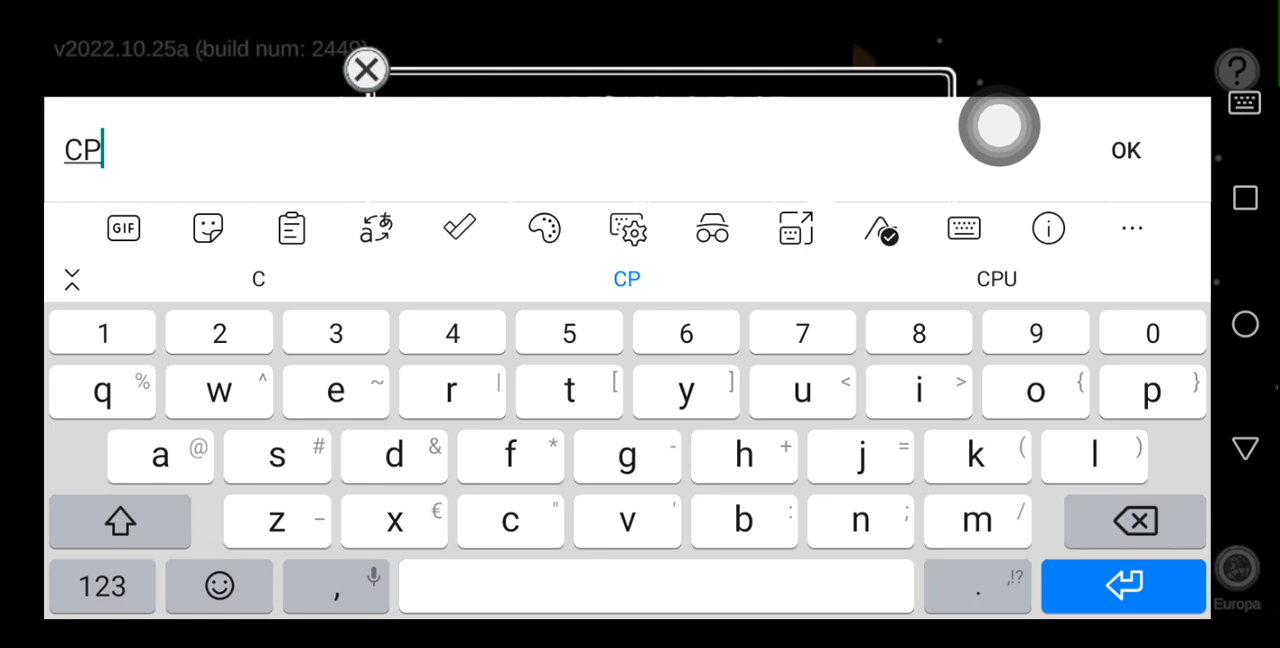 v2022.10.25a (build num: 2449)
CP
OK
GIF
C CP CPU
1 2 3 4 5 6 7 8 9 0
q % w ^ e ~ r | t [ y ] u < i > o { p }
a @ s # d & f * g - h + j = k ( l )
z _ x € c " v ' b : n ; m /
123 , . ,!?
Europa